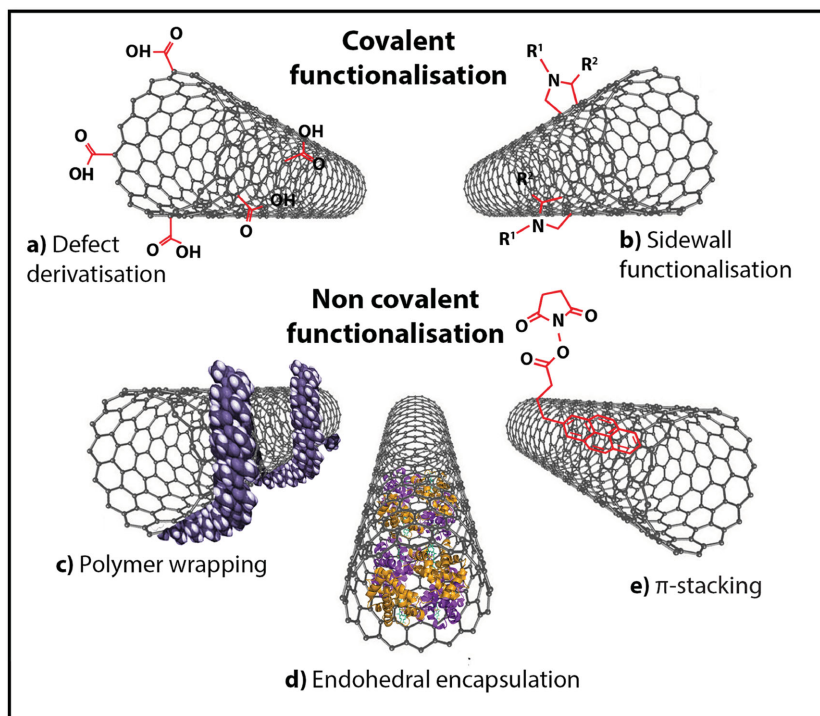 Covalent
functionalisation
O
OH
O
OH
OH
O
OH
O
O
OH
R¹
N
R²
R²
N
R¹
a) Defect
derivatisation
b) Sidewall
functionalisation
Non covalent
functionalisation
O
N
O
O
O
c) Polymer wrapping
d) Endohedral encapsulation
e) π-stacking